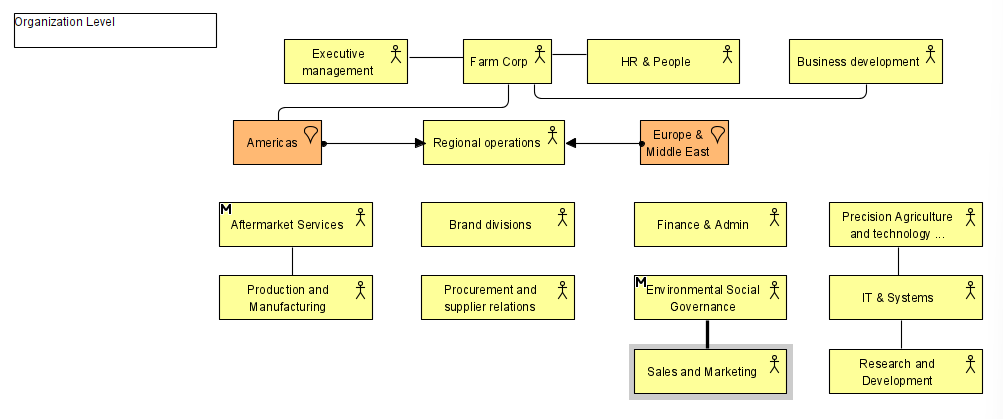 Organization Level
Executive
management
Farm Corp
HR & People
Business development
Americas
Regional operations
Europe &
Middle East
M
Aftermarket Services
Brand divisions
Finance & Admin
Precision Agriculture
and technology ...
Production and
Manufacturing
Procurement and
supplier relations
M
Environmental Social
Governance
IT & Systems
Sales and Marketing
Research and
Development